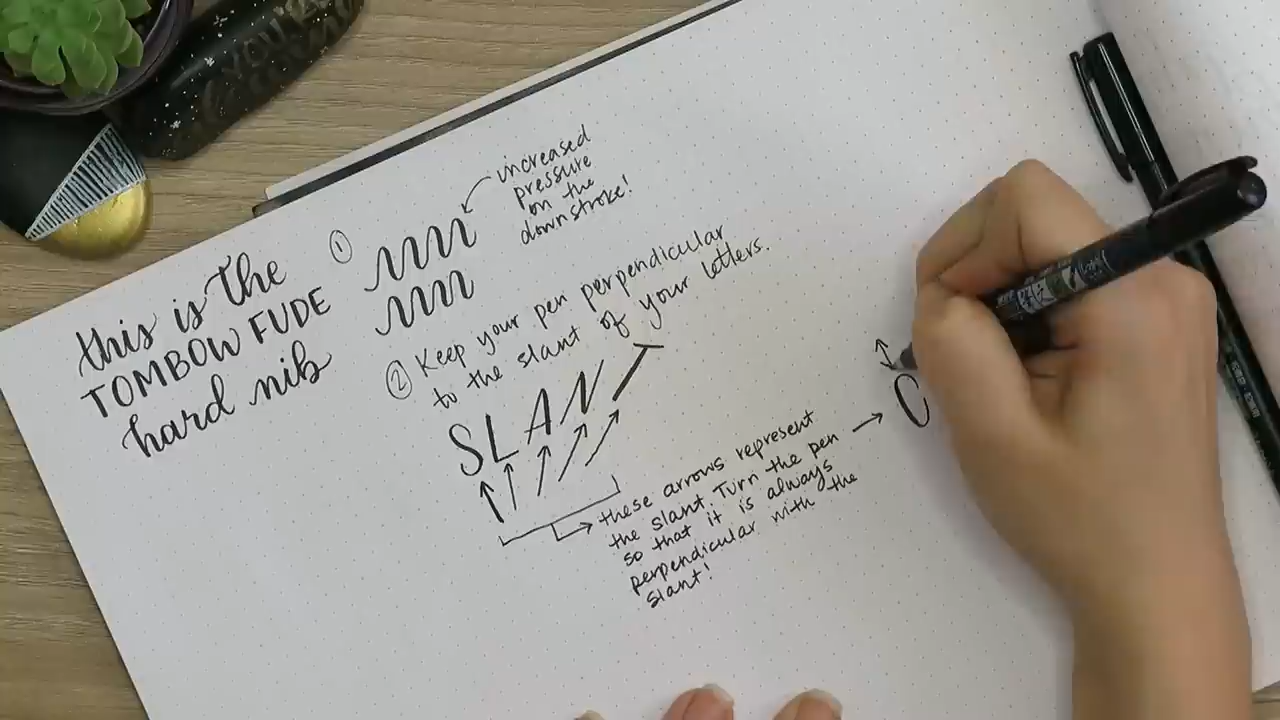 this is the
TOMBOW FUDE
hard nib
①
increased
pressure
on the
downstroke!
② Keep your pen perpendicular
to the slant of your letters.
SLANT
these arrows represent
the slant. Turn the pen
so that it is always
perpendicular with the
slant!